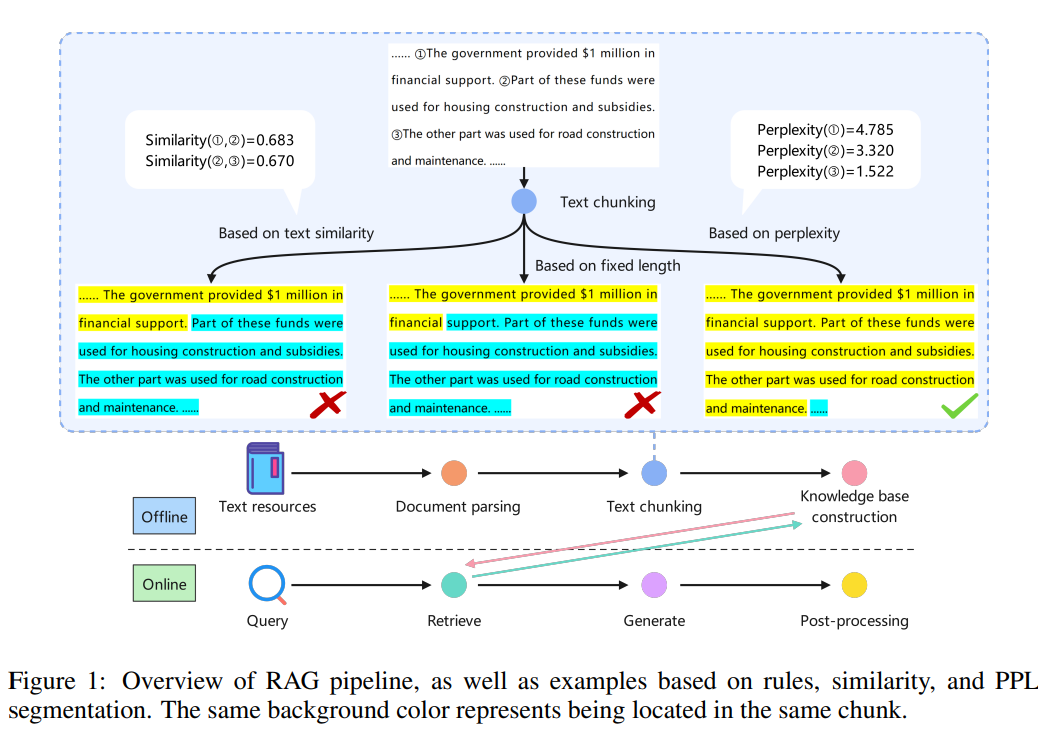 ...... ①The government provided $1 million in
financial support. ②Part of these funds were
used for housing construction and subsidies.
③The other part was used for road construction
and maintenance. ......
Similarity(①,②)=0.683
Similarity(②,③)=0.670
Perplexity(①)=4.785
Perplexity(②)=3.320
Perplexity(③)=1.522
Text chunking
Based on text similarity
Based on fixed length
Based on perplexity
...... The government provided $1 million in
financial support. Part of these funds were
used for housing construction and subsidies.
The other part was used for road construction
and maintenance. ......
...... The government provided $1 million in
financial support. Part of these funds were
used for housing construction and subsidies.
The other part was used for road construction
and maintenance. ......
...... The government provided $1 million in
financial support. Part of these funds were
used for housing construction and subsidies.
The other part was used for road construction
and maintenance. ......
Text resources
Document parsing
Text chunking
Knowledge base
construction
Offline
Online
Query
Retrieve
Generate
Post-processing
Figure 1: Overview of RAG pipeline, as well as examples based on rules, similarity, and PPL
segmentation. The same background color represents being located in the same chunk.